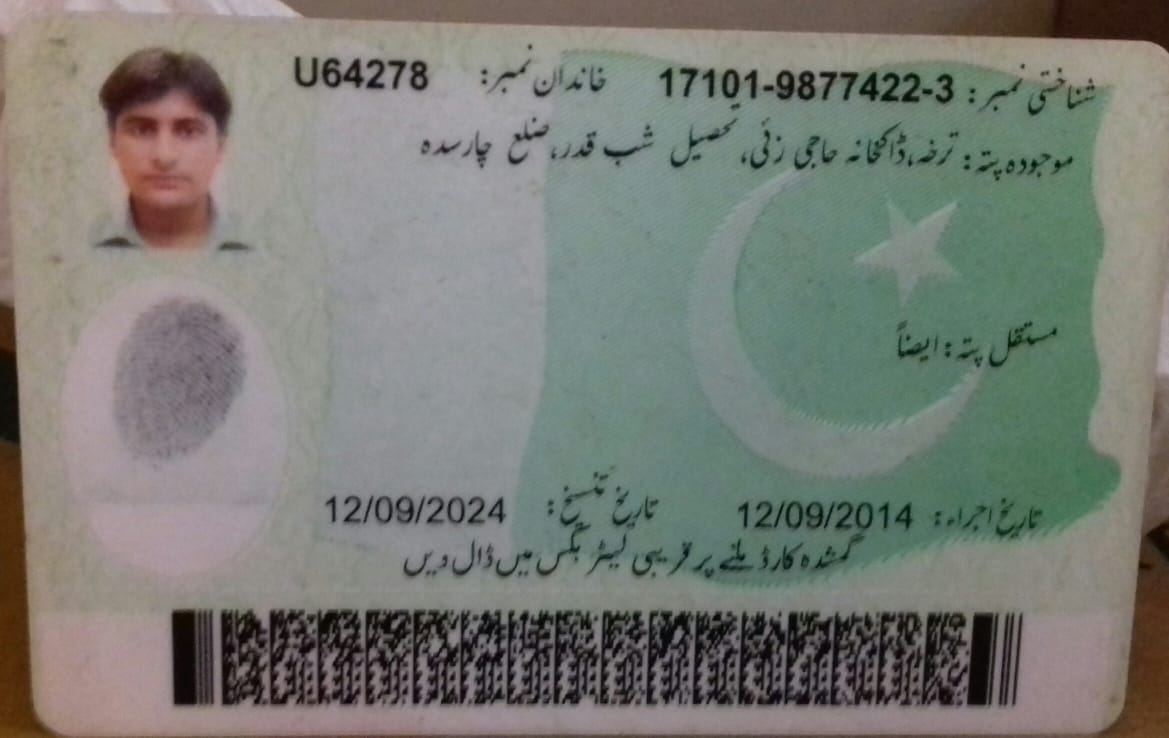 شناختی نمبر: 17101-9877422-3 خاندان نمبر: U64278
موجودہ پتہ: ترخہ، ڈاکخانہ حاجی زئی، تحصیل شب قدر، ضلع چارسدہ
مستقل پتہ: ایضاً
تاریخ اجراء: 12/09/2014 تاریخ تنسیخ: 12/09/2024
گمشدہ کارڈ ملنے پر قریبی لیٹر بکس میں ڈال دیں